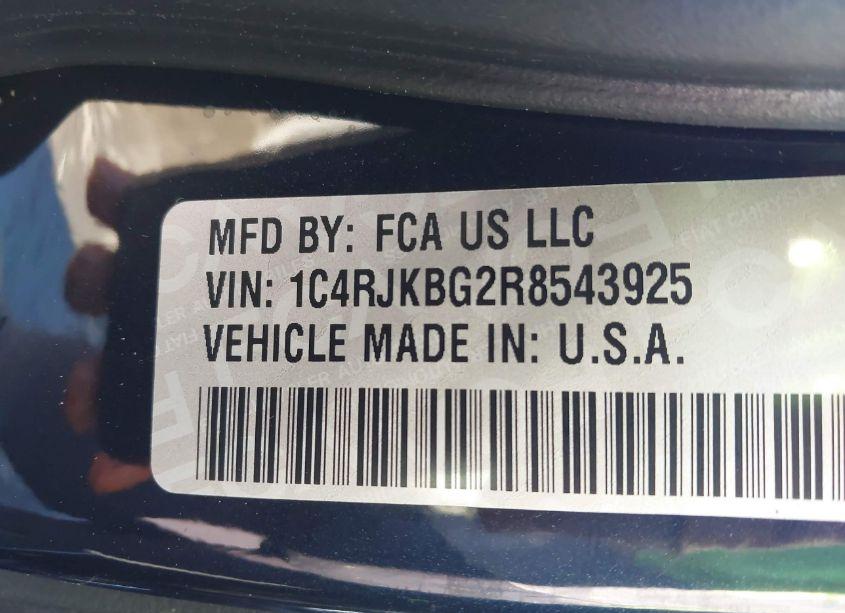 MFD BY: FCA US LLC
VIN: 1C4RJKBG2R8543925
VEHICLE MADE IN: U.S.A.